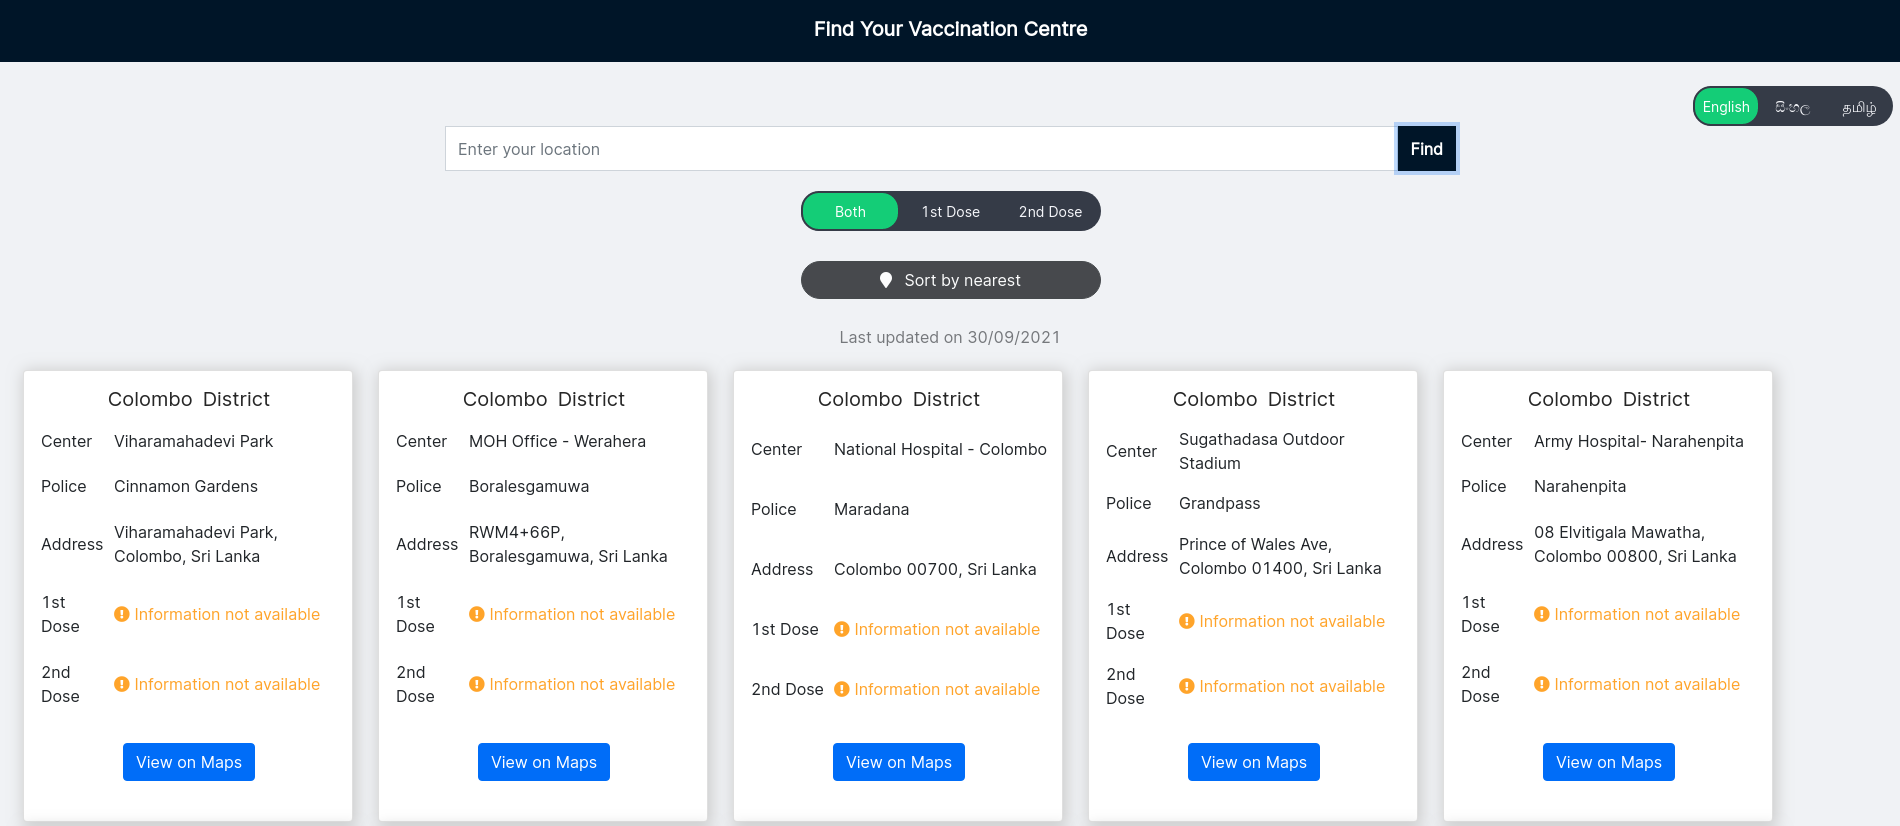 Find Your Vaccination Centre
English සිංහල தமிழ்
Enter your location Find
Both 1st Dose 2nd Dose
Sort by nearest
Last updated on 30/09/2021
Colombo District
Center Viharamahadevi Park
Police Cinnamon Gardens
Address Viharamahadevi Park,
Colombo, Sri Lanka
1st
Dose
Information not available
2nd
Dose
Information not available
View on Maps
Colombo District
Center MOH Office - Werahera
Police Boralesgamuwa
Address RWM4+66P,
Boralesgamuwa, Sri Lanka
1st
Dose
Information not available
2nd
Dose
Information not available
View on Maps
Colombo District
Center National Hospital - Colombo
Police Maradana
Address Colombo 00700, Sri Lanka
1st Dose Information not available
2nd Dose Information not available
View on Maps
Colombo District
Center Sugathadasa Outdoor
Stadium
Police Grandpass
Address Prince of Wales Ave,
Colombo 01400, Sri Lanka
1st
Dose
Information not available
2nd
Dose
Information not available
View on Maps
Colombo District
Center Army Hospital- Narahenpita
Police Narahenpita
Address 08 Elvitigala Mawatha,
Colombo 00800, Sri Lanka
1st
Dose
Information not available
2nd
Dose
Information not available
View on Maps